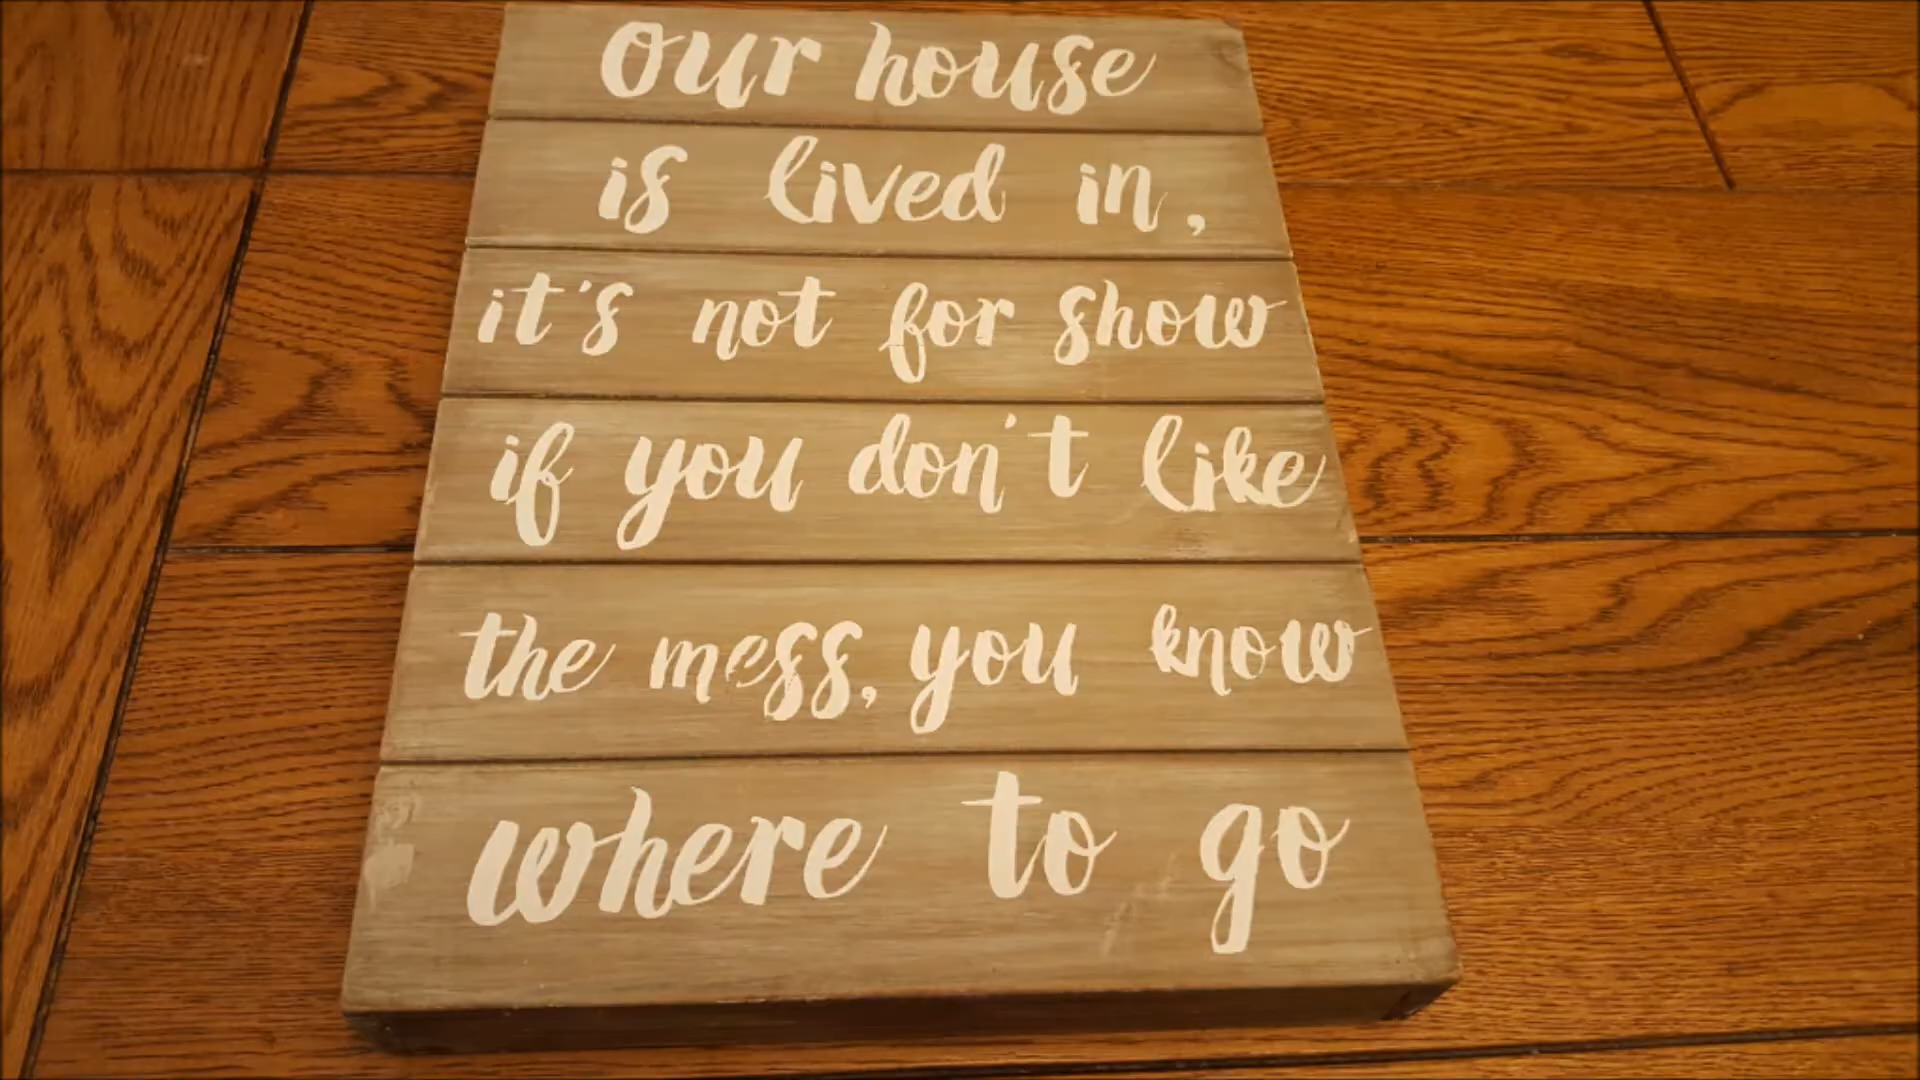 Our house
is lived in,
it's not for show
if you don't like
the mess, you know
where to go